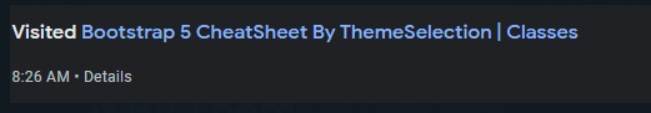 Visited Bootstrap 5 CheatSheet By ThemeSelection | Classes
8:26 AM • Details